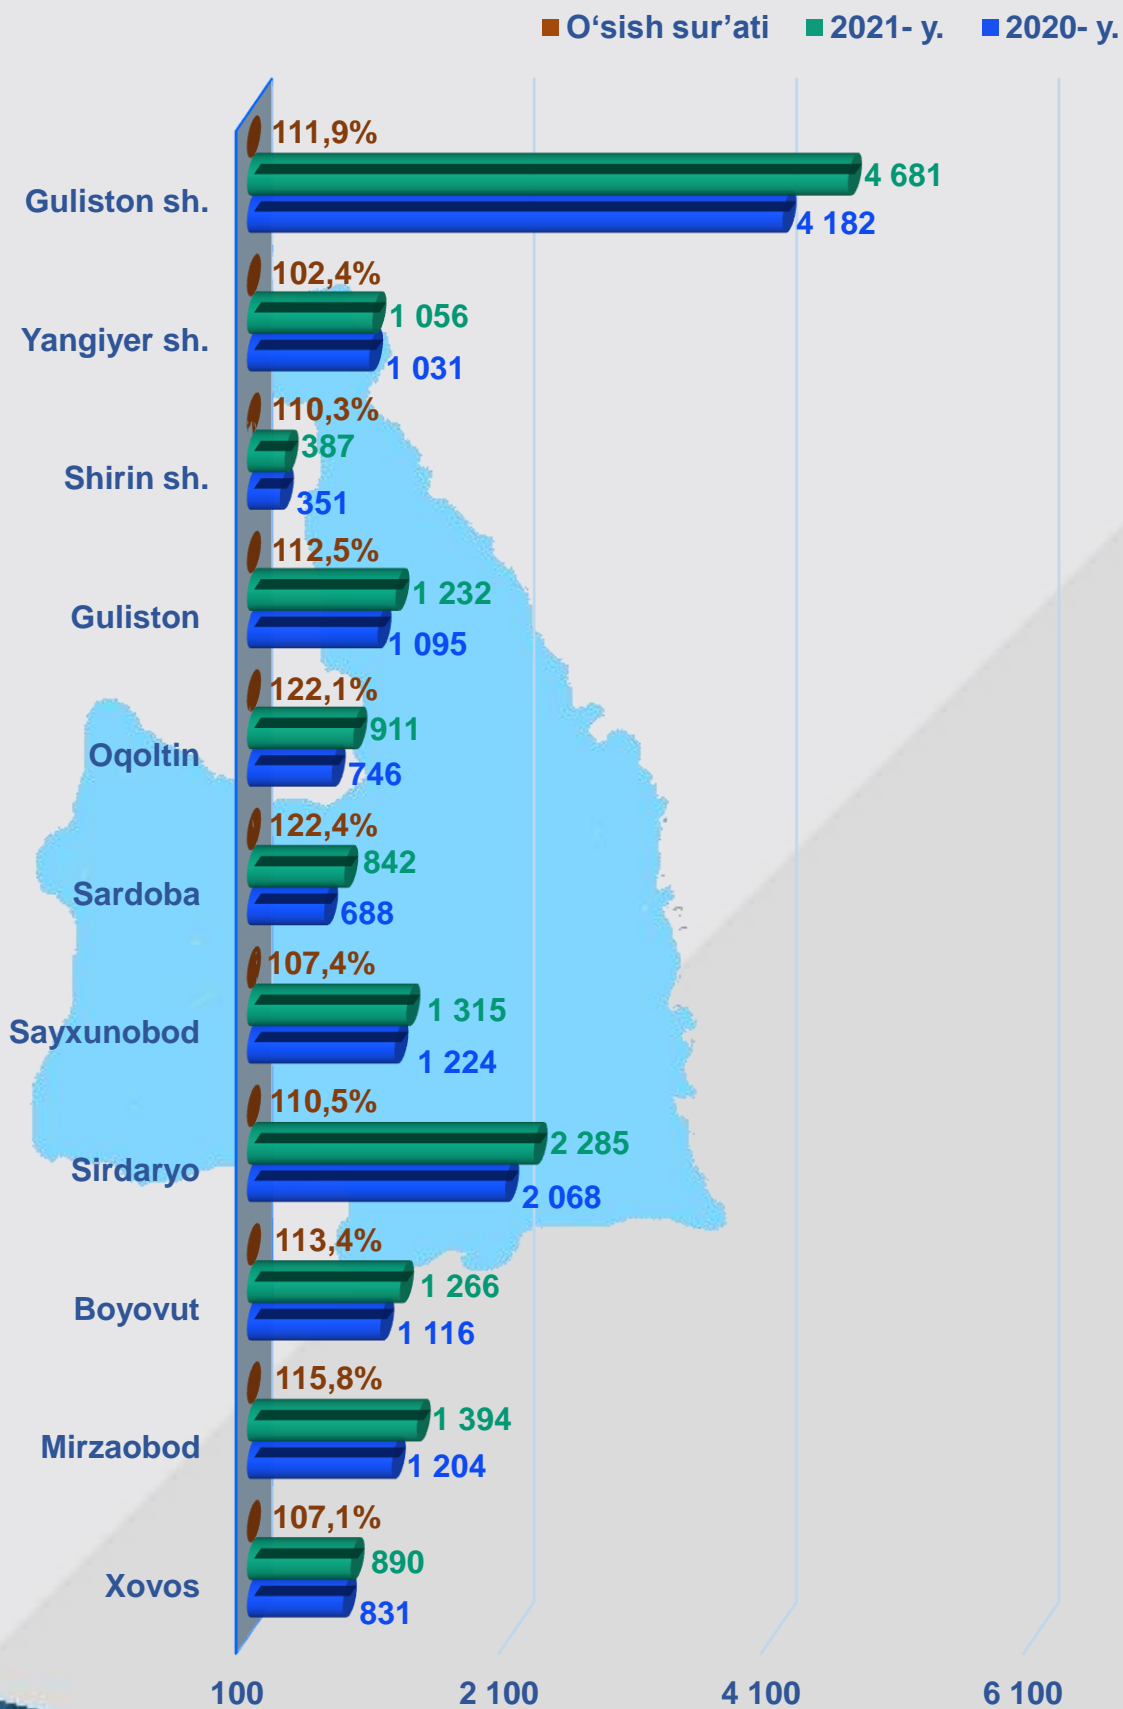 O‘sish sur’ati 2021- y. 2020- y.
111,9%
4 681
Guliston sh.
4 182
102,4%
1 056
Yangiyer sh.
1 031
110,3%
387
Shirin sh.
351
112,5%
1 232
Guliston
1 095
122,1%
911
Oqoltin
746
122,4%
842
Sardoba
688
107,4%
1 315
Sayxunobod
1 224
110,5%
2 285
Sirdaryo
2 068
113,4%
1 266
Boyovut
1 116
115,8%
1 394
Mirzaobod
1 204
107,1%
890
Xovos
831
100 2 100 4 100 6 100